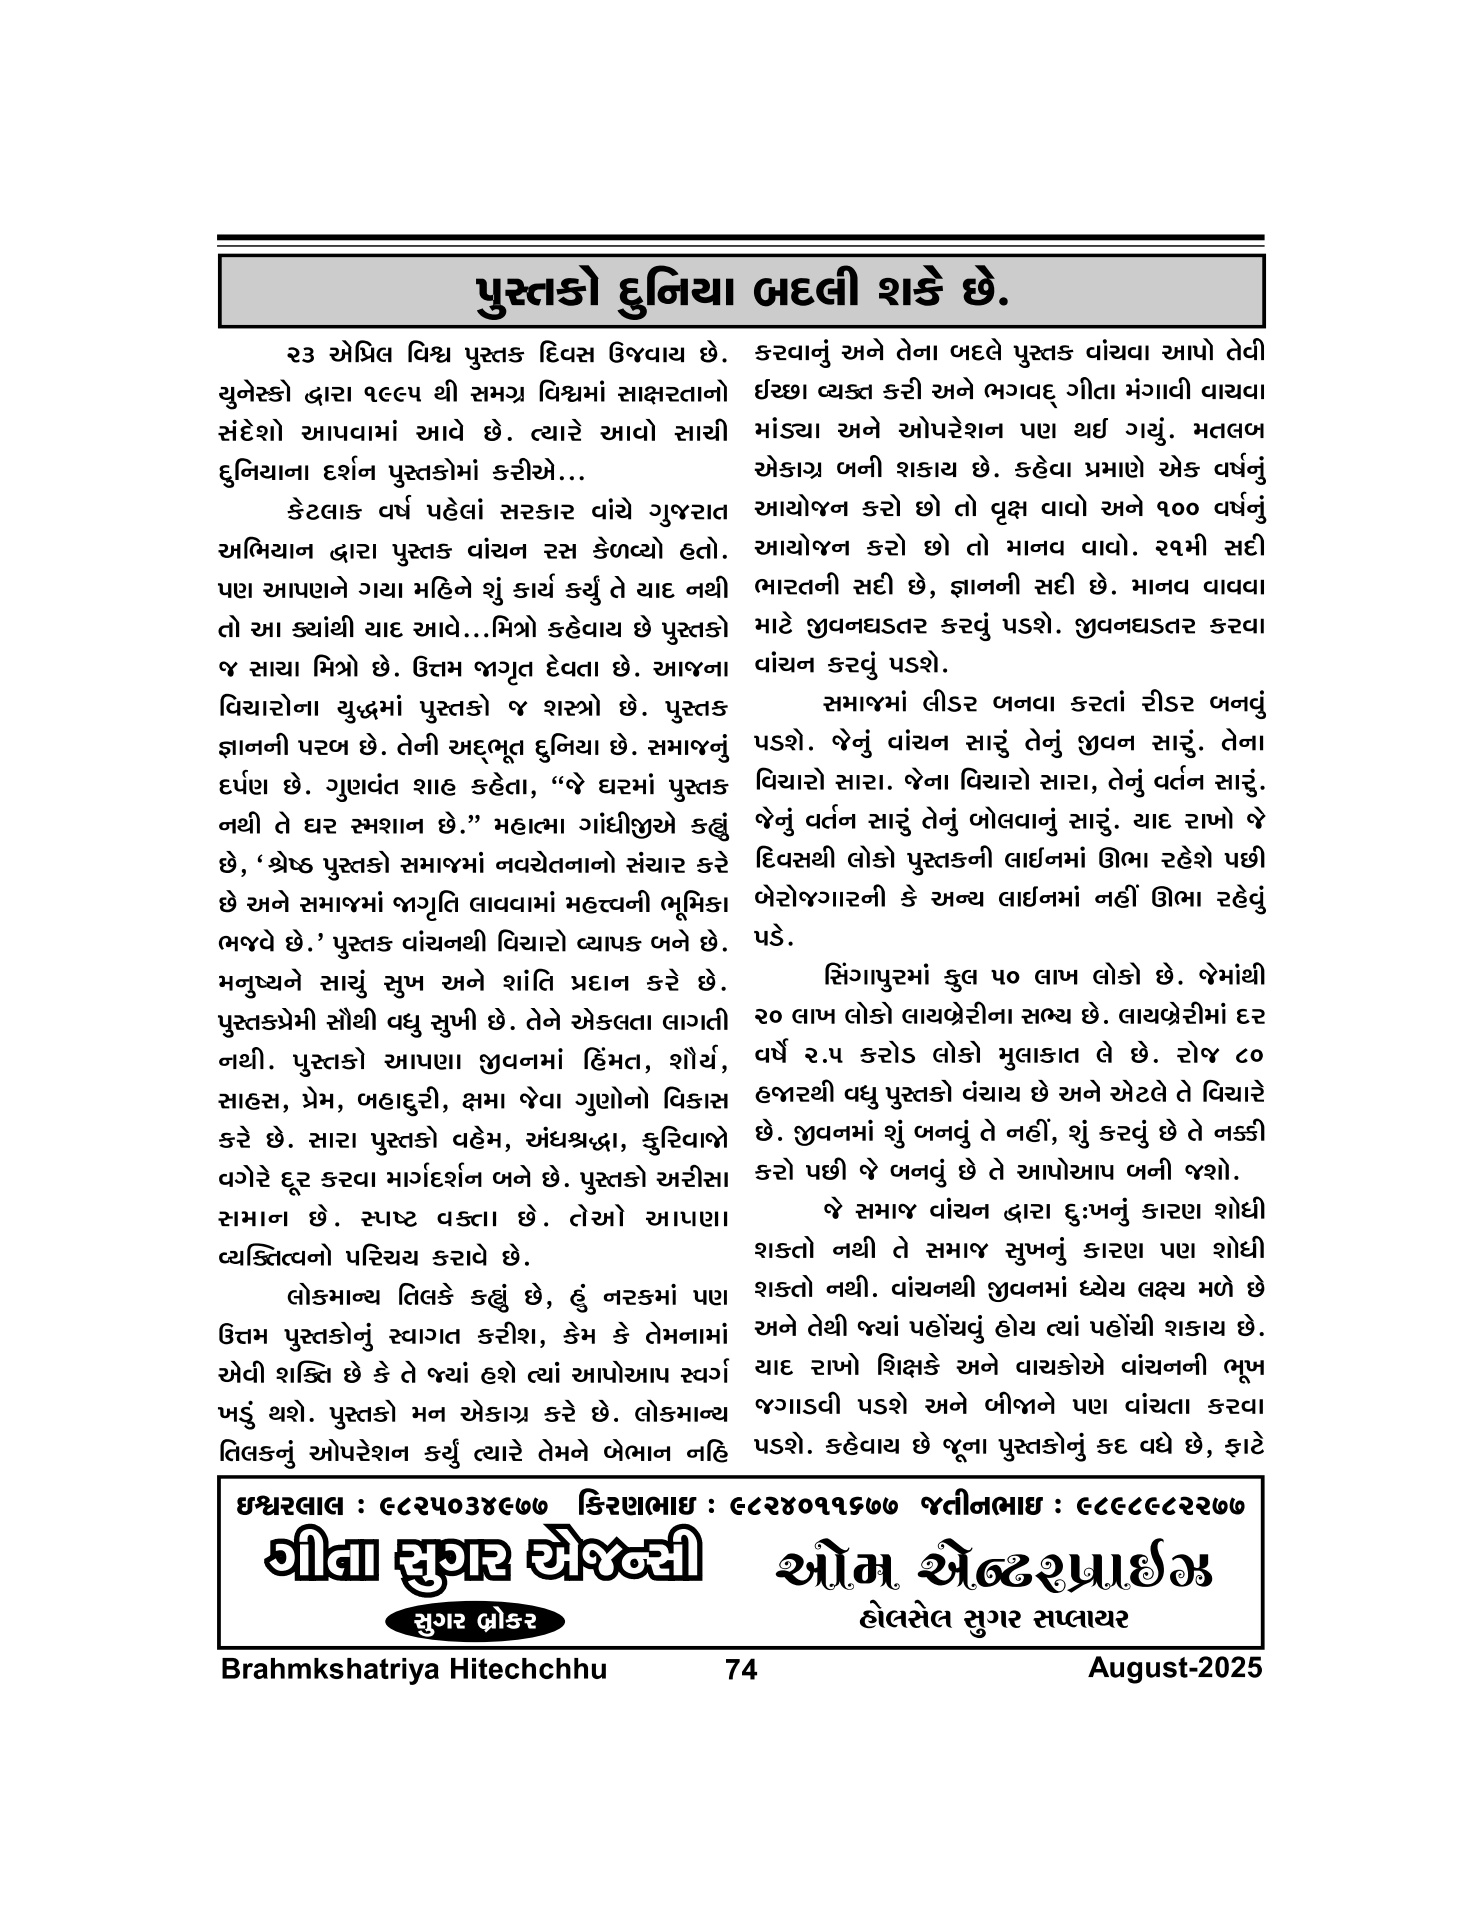 પુસ્તકો દુનિયા બદલી શકે છે.
૨૩ એપ્રિલ વિશ્વ પુસ્તક દિવસ ઉજવાય છે.
યુનેસ્કો દ્વારા ૧૯૯૫ થી સમગ્ર વિશ્વમાં સાક્ષરતાનો
સંદેશો આપવામાં આવે છે. ત્યારે આવો સાચી
દુનિયાના દર્શન પુસ્તકોમાં કરીએ...
કેટલાક વર્ષ પહેલાં સરકાર વાંચે ગુજરાત
અભિયાન દ્વારા પુસ્તક વાંચન રસ કેળવ્યો હતો.
પણ આપણને ગયા મહિને શું કાર્ય કર્યું તે યાદ નથી
તો આ ક્યાંથી યાદ આવે...મિત્રો કહેવાય છે પુસ્તકો
જ સાચા મિત્રો છે. ઉત્તમ જાગૃત દેવતા છે. આજના
વિચારોના યુદ્ધમાં પુસ્તકો જ શસ્ત્રો છે. પુસ્તક
જ્ઞાનની પરબ છે. તેની અદ્‌ભૂત દુનિયા છે. સમાજનું
દર્પણ છે. ગુણવંત શાહ કહેતા, “જે ઘરમાં પુસ્તક
નથી તે ઘર સ્મશાન છે.” મહાત્મા ગાંધીજીએ કહ્યું
છે, ‘શ્રેષ્ઠ પુસ્તકો સમાજમાં નવચેતનાનો સંચાર કરે
છે અને સમાજમાં જાગૃતિ લાવવામાં મહત્ત્વની ભૂમિકા
ભજવે છે.’ પુસ્તક વાંચનથી વિચારો વ્યાપક બને છે.
મનુષ્યને સાચું સુખ અને શાંતિ પ્રદાન કરે છે.
પુસ્તકપ્રેમી સૌથી વધુ સુખી છે. તેને એકલતા લાગતી
નથી. પુસ્તકો આપણા જીવનમાં હિંમત, શૌર્ય,
સાહસ, પ્રેમ, બહાદુરી, ક્ષમા જેવા ગુણોનો વિકાસ
કરે છે. સારા પુસ્તકો વહેમ, અંધશ્રદ્ધા, કુરિવાજો
વગેરે દૂર કરવા માર્ગદર્શન બને છે. પુસ્તકો અરીસા
સમાન છે. સ્પષ્ટ વક્તા છે. તેઓ આપણા
વ્યક્તિત્વનો પરિચય કરાવે છે.
લોકમાન્ય તિલકે કહ્યું છે, હું નરકમાં પણ
ઉત્તમ પુસ્તકોનું સ્વાગત કરીશ, કેમ કે તેમનામાં
એવી શક્તિ છે કે તે જ્યાં હશે ત્યાં આપોઆપ સ્વર્ગ
ખડું થશે. પુસ્તકો મન એકાગ્ર કરે છે. લોકમાન્ય
તિલકનું ઓપરેશન કર્યું ત્યારે તેમને બેભાન નહિ
કરવાનું અને તેના બદલે પુસ્તક વાંચવા આપો તેવી
ઈચ્છા વ્યક્ત કરી અને ભગવદ્ ગીતા મંગાવી વાચવા
માંડ્યા અને ઓપરેશન પણ થઈ ગયું. મતલબ
એકાગ્ર બની શકાય છે. કહેવા પ્રમાણે એક વર્ષનું
આયોજન કરો છો તો વૃક્ષ વાવો અને ૧૦૦ વર્ષનું
આયોજન કરો છો તો માનવ વાવો. ૨૧મી સદી
ભારતની સદી છે, જ્ઞાનની સદી છે. માનવ વાવવા
માટે જીવનઘડતર કરવું પડશે. જીવનઘડતર કરવા
વાંચન કરવું પડશે.
સમાજમાં લીડર બનવા કરતાં રીડર બનવું
પડશે. જેનું વાંચન સારું તેનું જીવન સારું. તેના
વિચારો સારા. જેના વિચારો સારા, તેનું વર્તન સારું.
જેનું વર્તન સારું તેનું બોલવાનું સારું. યાદ રાખો જે
દિવસથી લોકો પુસ્તકની લાઈનમાં ઊભા રહેશે પછી
બેરોજગારની કે અન્ય લાઈનમાં નહીં ઊભા રહેવું
પડે.
સિંગાપુરમાં કુલ ૫૦ લાખ લોકો છે. જેમાંથી
૨૦ લાખ લોકો લાયબ્રેરીના સભ્ય છે. લાયબ્રેરીમાં દર
વર્ષે ૨.૫ કરોડ લોકો મુલાકાત લે છે. રોજ ૮૦
હજારથી વધુ પુસ્તકો વંચાય છે અને એટલે તે વિચારે
છે. જીવનમાં શું બનવું તે નહીં, શું કરવું છે તે નક્કી
કરો પછી જે બનવું છે તે આપોઆપ બની જશો.
જે સમાજ વાંચન દ્વારા દુઃખનું કારણ શોધી
શકતો નથી તે સમાજ સુખનું કારણ પણ શોધી
શકતો નથી. વાંચનથી જીવનમાં ધ્યેય લક્ષ્ય મળે છે
અને તેથી જ્યાં પહોંચવું હોય ત્યાં પહોંચી શકાય છે.
યાદ રાખો શિક્ષકે અને વાચકોએ વાંચનની ભૂખ
જગાડવી પડશે અને બીજાને પણ વાંચતા કરવા
પડશે. કહેવાય છે જૂના પુસ્તકોનું કદ વધે છે, ફાટે
ઇશ્વરલાલ : ૯૮૨૫૦૩૪૯૭૭ કિરણભાઇ : ૯૮૨૪૦૧૧૬૭૭ જતીનભાઇ : ૯૮૯૮૯૮૨૨૭૭
ગીતા સુગર એજન્સી
સુગર બ્રોકર
ઓમ એન્ટરપ્રાઈઝ
હોલસેલ સુગર સપ્લાયર
Brahmkshatriya Hitechchhu 74 August-2025